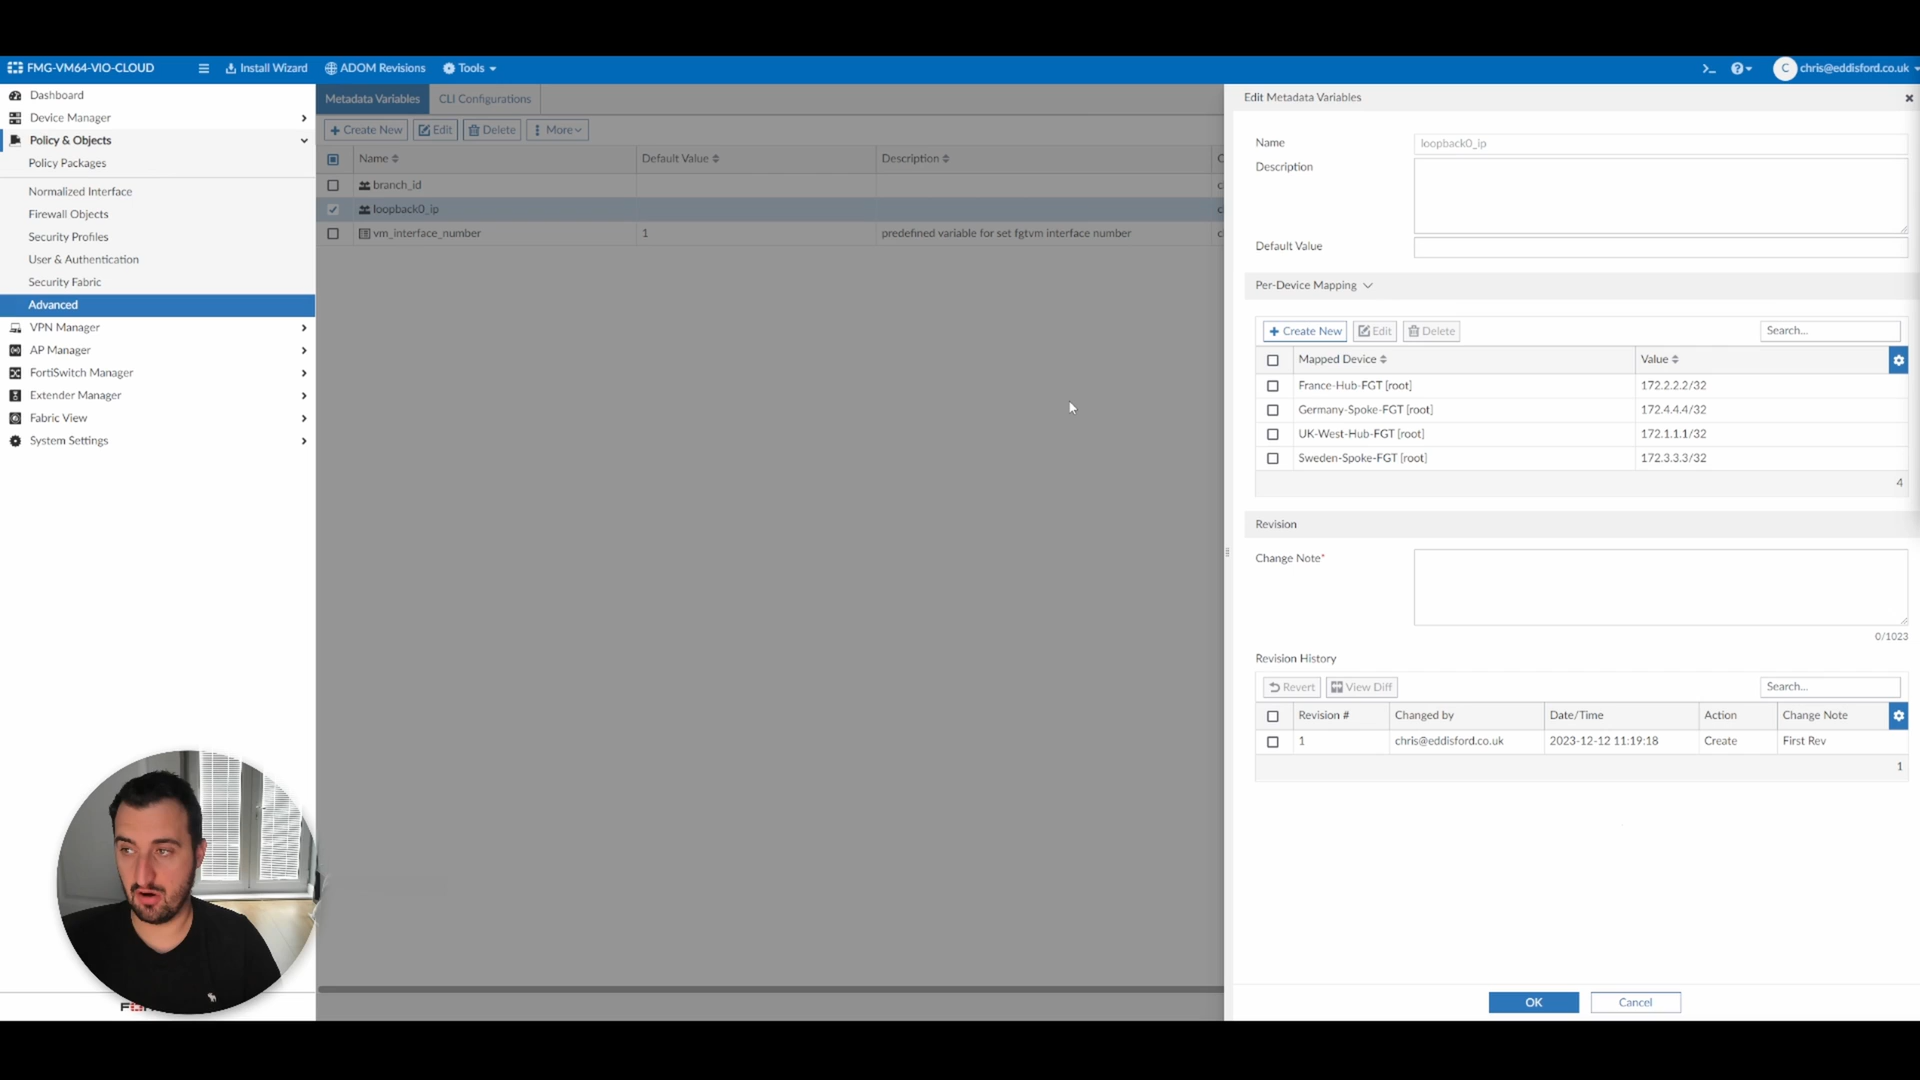 FMG-VM64-VIO-CLOUD
Install Wizard
ADOM Revisions
Tools
chris@eddisford.co.uk
C
Dashboard
Device Manager
Policy & Objects
Policy Packages
Normalized Interface
Firewall Objects
Security Profiles
User & Authentication
Security Fabric
Advanced
VPN Manager
AP Manager
FortiSwitch Manager
Extender Manager
Fabric View
System Settings
Metadata Variables
CLI Configurations
+ Create New
Edit
Delete
More
Name
Default Value
Description
C
branch_id
c
loopback0_ip
c
vm_interface_number
1
predefined variable for set fgtvm interface number
c
Edit Metadata Variables
Name
loopback0_ip
Description
Default Value
Per-Device Mapping
+ Create New
Edit
Delete
Search...
Mapped Device
Value
France-Hub-FGT [root]
172.2.2.2/32
Germany-Spoke-FGT [root]
172.4.4.4/32
UK-West-Hub-FGT [root]
172.1.1.1/32
Sweden-Spoke-FGT [root]
172.3.3.3/32
4
Revision
Change Note*
0/1023
Revision History
Revert
View Diff
Search...
Revision #
Changed by
Date/Time
Action
Change Note
1
chris@eddisford.co.uk
2023-12-12 11:19:18
Create
First Rev
1
OK
Cancel